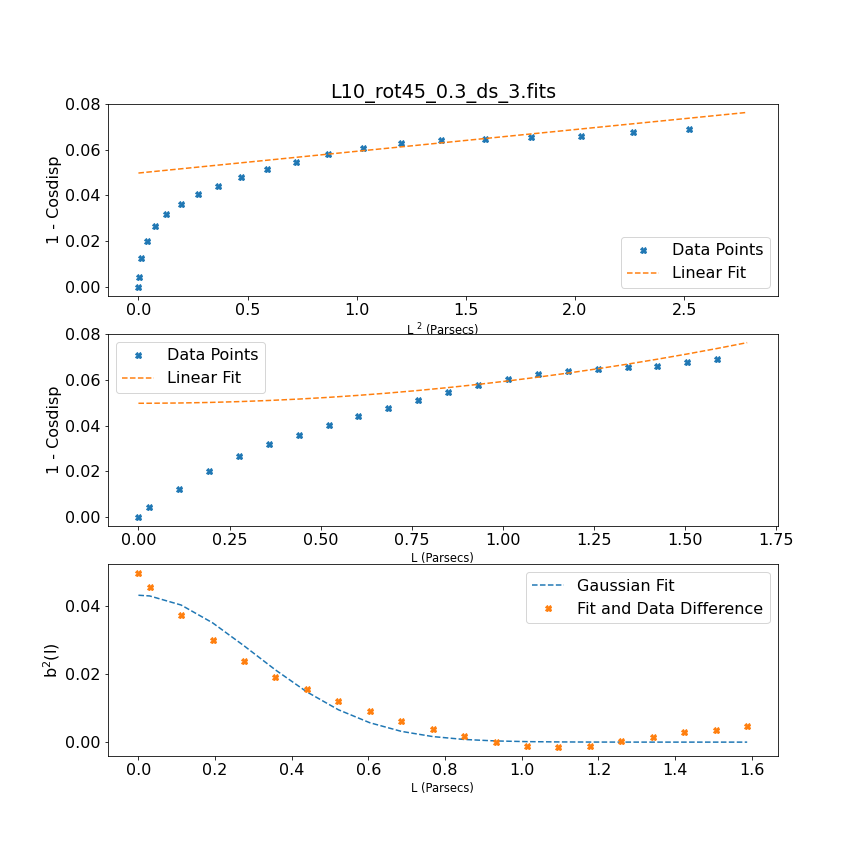 L10_rot45_0.3_ds_3.fits
1 - Cosdisp
0.08
0.06
0.04
0.02
0.00
Data Points
Linear Fit
0.0 0.5 1.0 1.5 2.0 2.5
L ² (Parsecs)
1 - Cosdisp
0.08
0.06
0.04
0.02
0.00
Data Points
Linear Fit
0.00 0.25 0.50 0.75 1.00 1.25 1.50 1.75
L (Parsecs)
b²(l)
0.04
0.02
0.00
Gaussian Fit
Fit and Data Difference
0.0 0.2 0.4 0.6 0.8 1.0 1.2 1.4 1.6
L (Parsecs)